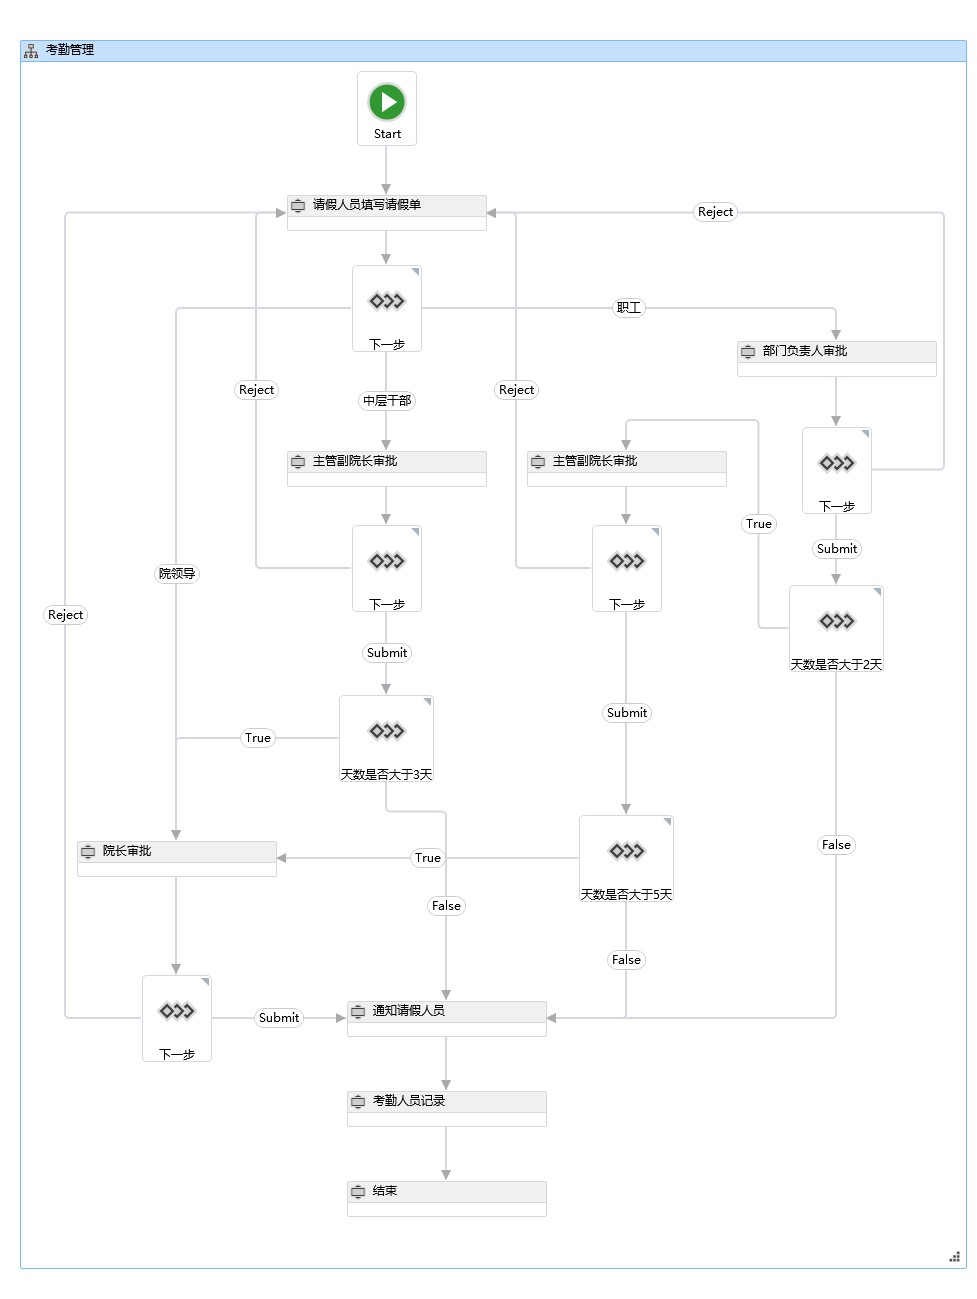 考勤管理
Start
请假人员填写请假单
Reject
职工
下一步
部门负责人审批
Reject
中层干部
Reject
主管副院长审批
主管副院长审批
下一步
True
Submit
院领导
下一步
下一步
Reject
Submit
天数是否大于2天
Submit
True
天数是否大于3天
False
院长审批
True
天数是否大于5天
False
False
通知请假人员
Submit
下一步
考勤人员记录
结束